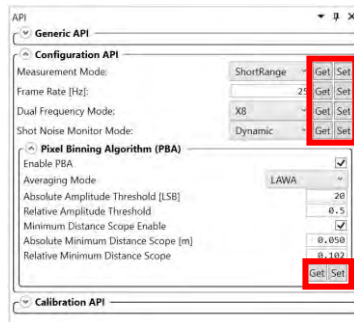 API
Generic API
Configuration API
Measurement Mode: ShortRange Get Set
Frame Rate [Hz]: 25 Get Set
Dual Frequency Mode: X8 Get Set
Shot Noise Monitor Mode: Dynamic Get Set
Pixel Binning Algorithm (PBA)
Enable PBA
Averaging Mode LAWA
Absolute Amplitude Threshold [LSB] 20
Relative Amplitude Threshold 0.5
Minimum Distance Scope Enable
Absolute Minimum Distance Scope [m] 0.050
Relative Minimum Distance Scope 0.102
Get Set
Calibration API